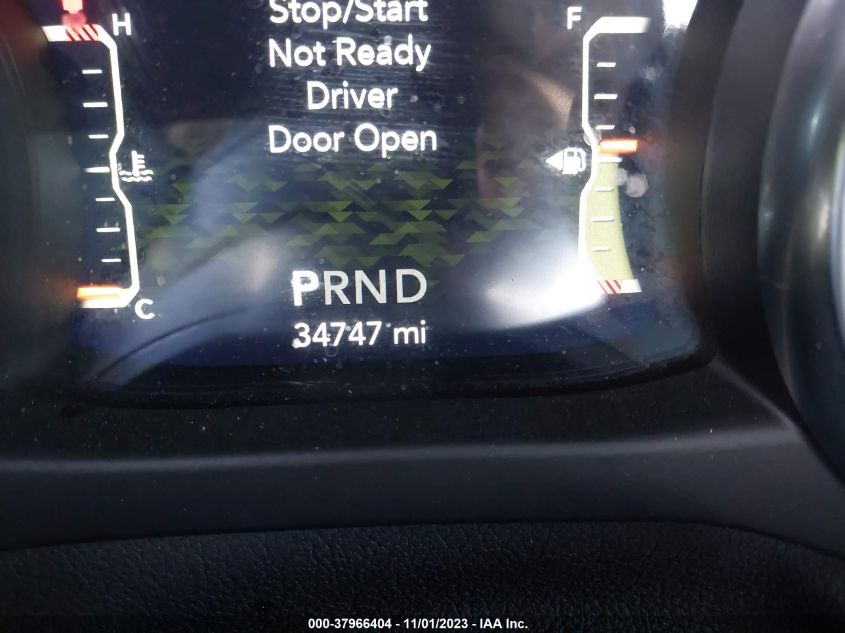 Stop/Start
H
F
Not Ready
Driver
Door Open
PRND
C
34747 mi
000-37966404 - 11/01/2023 - IAA Inc.